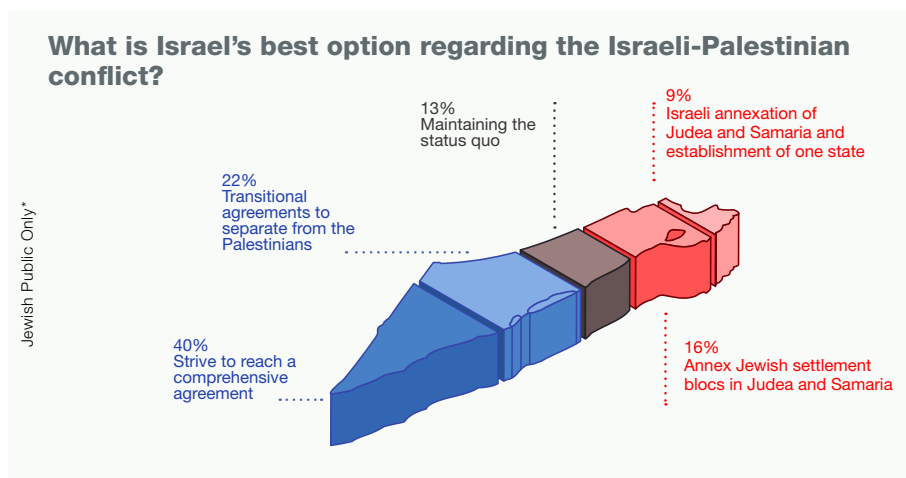 What is Israel's best option regarding the Israeli-Palestinian
conflict?
9%
Israeli annexation of
Judea and Samaria and
establishment of one state
13%
Maintaining the
status quo
22%
Transitional
agreements to
separate from the
Palestinians
Jewish Public Only*
40%
Strive to reach a
comprehensive
agreement
16%
Annex Jewish settlement
blocs in Judea and Samaria